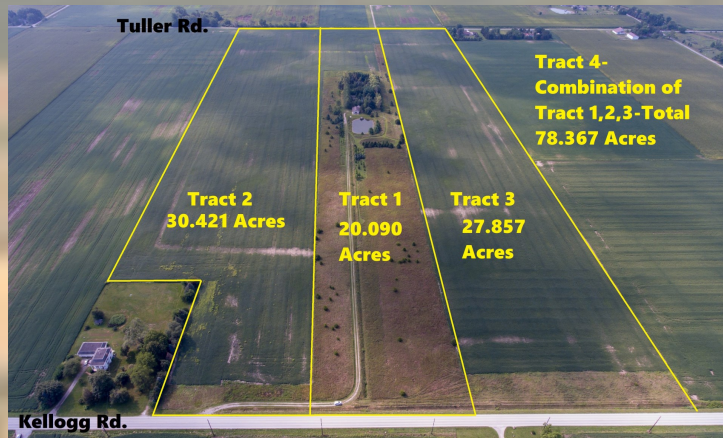 Tuller Rd.
Tract 4-
Combination of
Tract 1,2,3-Total
78.367 Acres
Tract 2
30.421 Acres
Tract 1
20.090
Acres
Tract 3
27.857
Acres
Kellogg Rd.